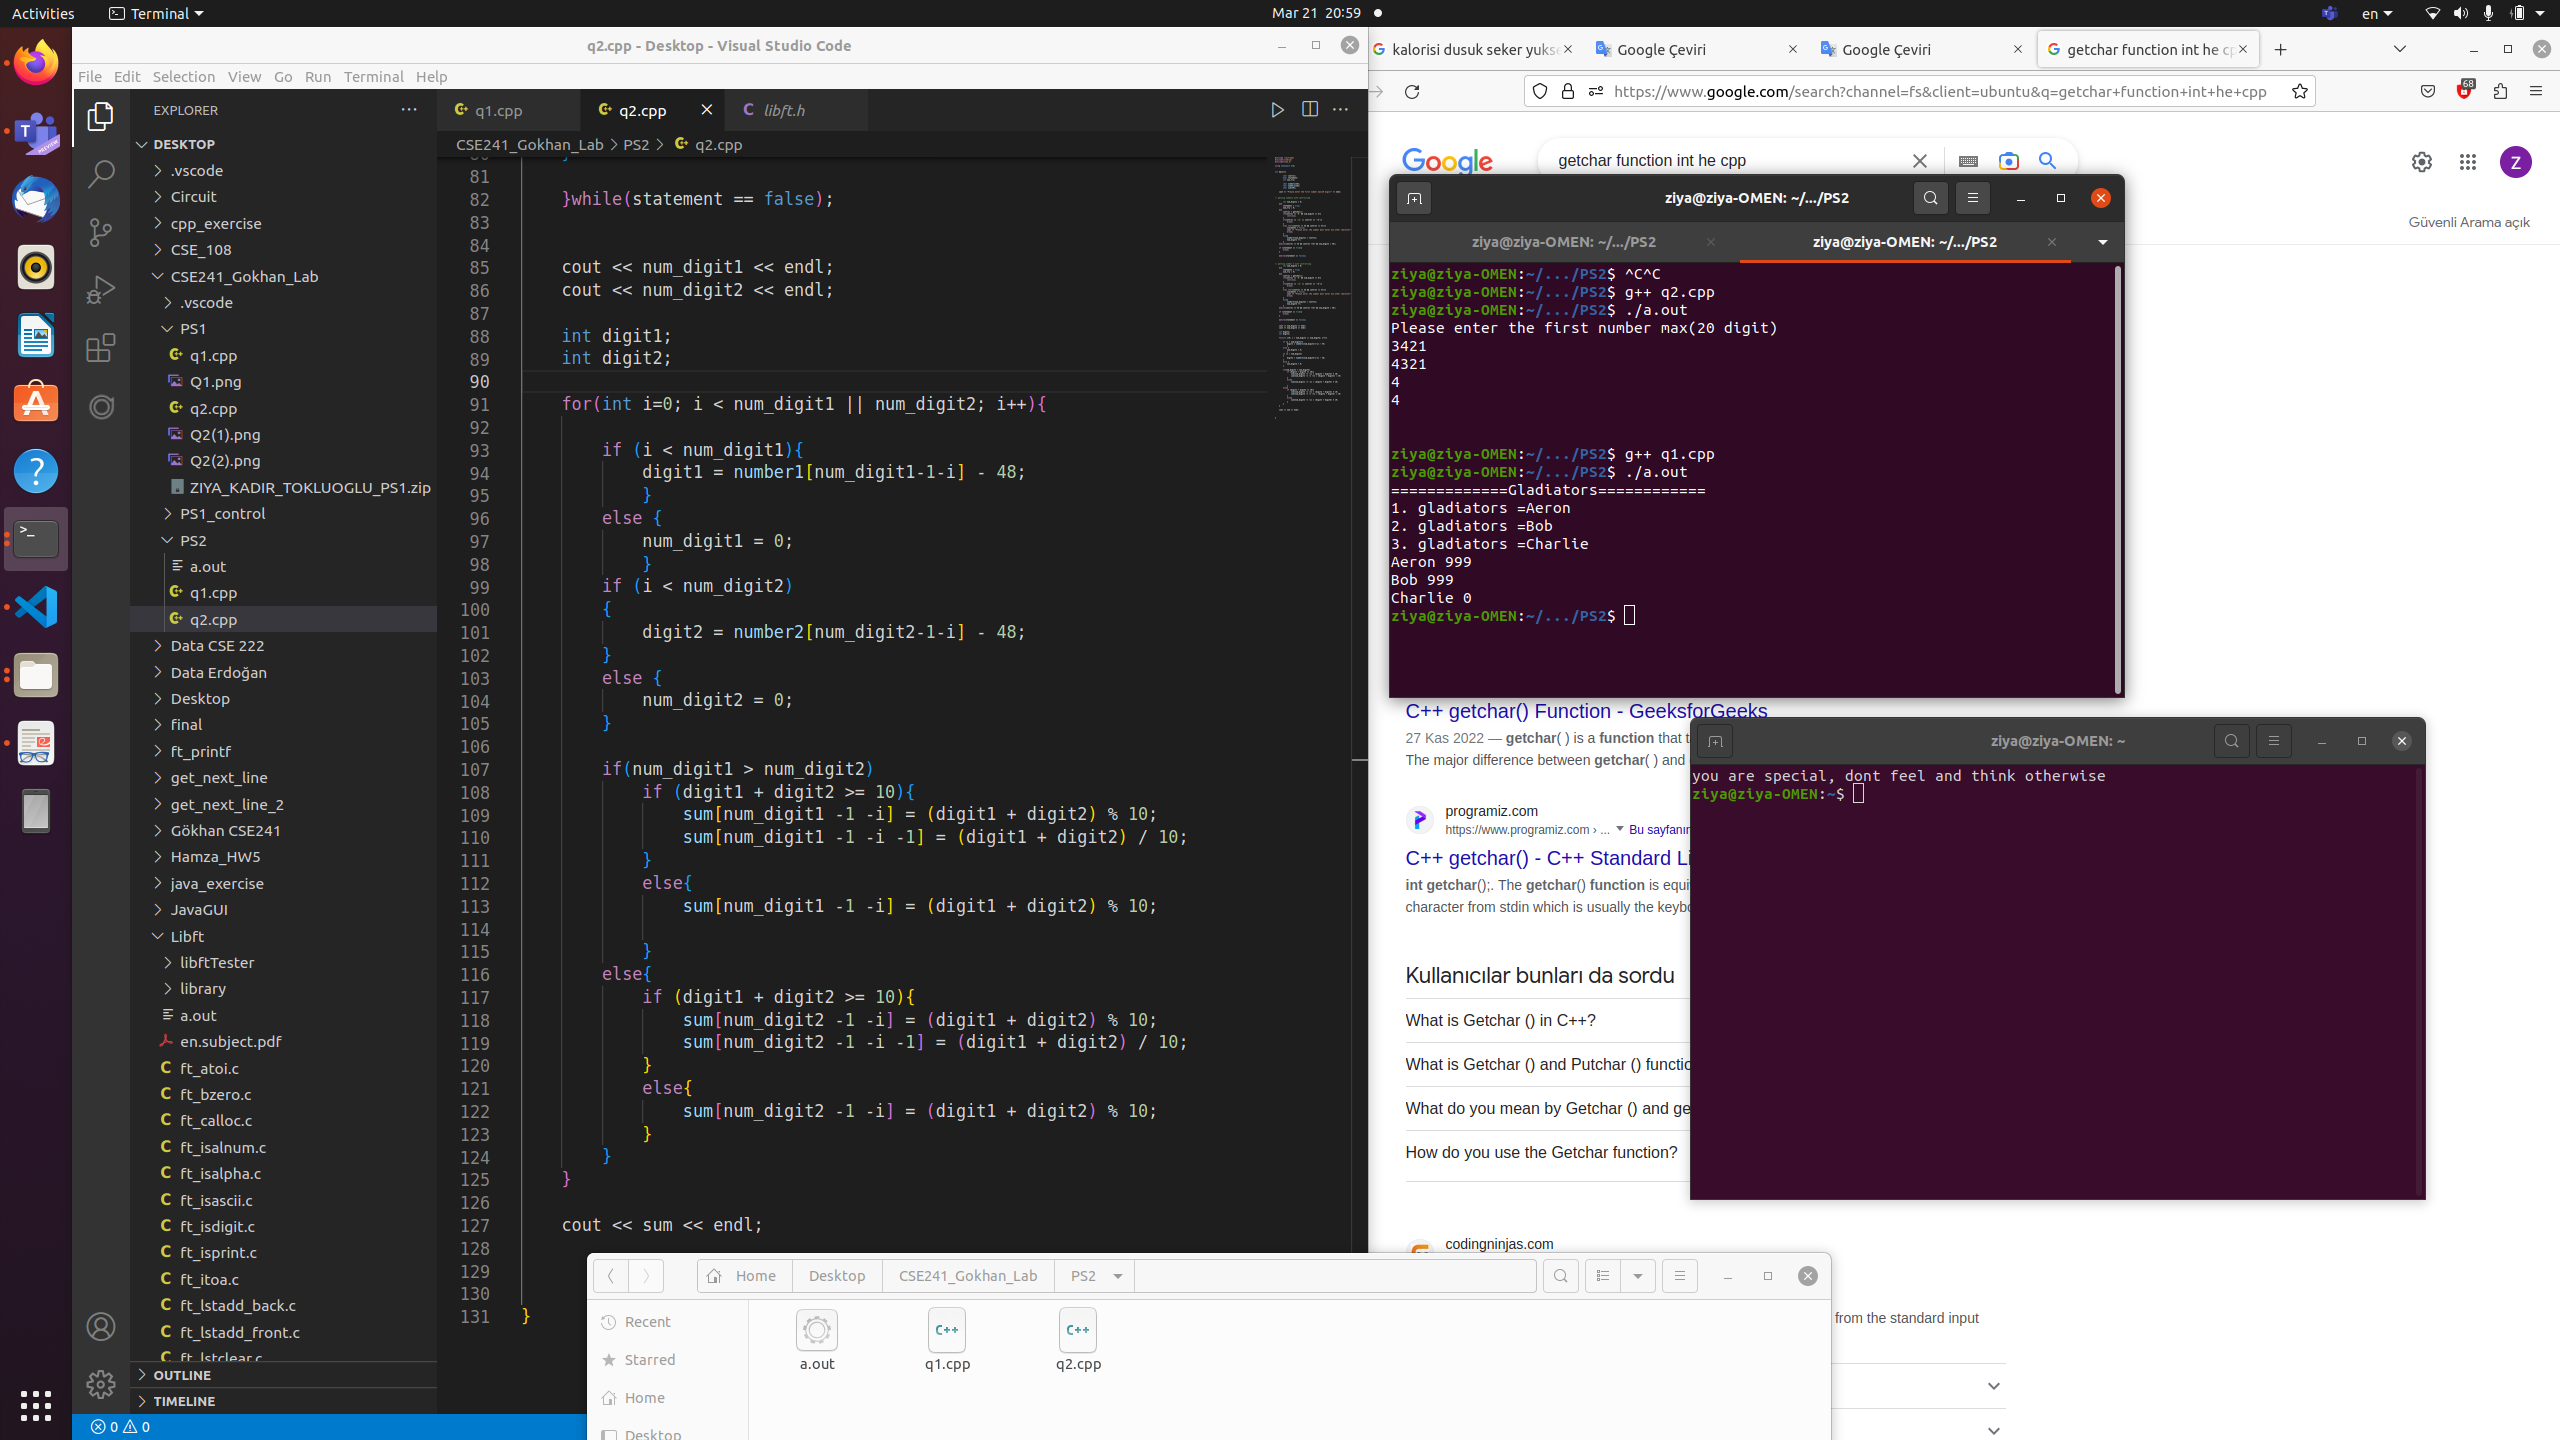 Activities
Terminal
Mar 21 20:59
en
q2.cpp - Desktop - Visual Studio Code
File Edit Selection View Go Run Terminal Help
EXPLORER
DESKTOP
.vscode
Circuit
cpp_exercise
CSE_108
CSE241_Gokhan_Lab
.vscode
PS1
q1.cpp
Q1.png
q2.cpp
Q2(1).png
Q2(2).png
ZIYA_KADIR_TOKLUOGLU_PS1.zip
PS1_control
PS2
a.out
q1.cpp
q2.cpp
Data CSE 222
Data Erdoğan
Desktop
final
ft_printf
get_next_line
get_next_line_2
Gökhan CSE241
Hamza_HW5
java_exercise
JavaGUI
Libft
libftTester
library
a.out
en.subject.pdf
ft_atoi.c
ft_bzero.c
ft_calloc.c
ft_isalnum.c
ft_isalpha.c
ft_isascii.c
ft_isdigit.c
ft_isprint.c
ft_itoa.c
ft_lstadd_back.c
ft_lstadd_front.c
ft_lstclear.c
OUTLINE
TIMELINE
0 0
q1.cpp q2.cpp libft.h
CSE241_Gokhan_Lab > PS2 > q2.cpp
81
82 }while(statement == false);
83
84
85 cout << num_digit1 << endl;
86 cout << num_digit2 << endl;
87
88 int digit1;
89 int digit2;
90
91 for(int i=0; i < num_digit1 || num_digit2; i++){
92
93 if (i < num_digit1){
94 digit1 = number1[num_digit1-1-i] - 48;
95 }
96 else {
97 num_digit1 = 0;
98 }
99 if (i < num_digit2)
100 {
101 digit2 = number2[num_digit2-1-i] - 48;
102 }
103 else {
104 num_digit2 = 0;
105 }
106
107 if(num_digit1 > num_digit2)
108 if (digit1 + digit2 >= 10){
109 sum[num_digit1 -1 -i] = (digit1 + digit2) % 10;
110 sum[num_digit1 -1 -i -1] = (digit1 + digit2) / 10;
111 }
112 else{
113 sum[num_digit1 -1 -i] = (digit1 + digit2) % 10;
114
115 }
116 else{
117 if (digit1 + digit2 >= 10){
118 sum[num_digit2 -1 -i] = (digit1 + digit2) % 10;
119 sum[num_digit2 -1 -i -1] = (digit1 + digit2) / 10;
120 }
121 else{
122 sum[num_digit2 -1 -i] = (digit1 + digit2) % 10;
123 }
124 }
125 }
126
127 cout << sum << endl;
128
129
130
131 }
kalorisi dusuk seker yukse Google Çeviri Google Çeviri getchar function int he cp
https://www.google.com/search?channel=fs&client=ubuntu&q=getchar+function+int+he+cpp
68
Google
getchar function int he cpp
Z
Güvenli Arama açık
ziya@ziya-OMEN: ~/.../PS2
ziya@ziya-OMEN: ~/.../PS2 ziya@ziya-OMEN: ~/.../PS2
ziya@ziya-OMEN:~/.../PS2$ ^C^C
ziya@ziya-OMEN:~/.../PS2$ g++ q2.cpp
ziya@ziya-OMEN:~/.../PS2$ ./a.out
Please enter the first number max(20 digit)
3421
4321
4
4
ziya@ziya-OMEN:~/.../PS2$ g++ q1.cpp
ziya@ziya-OMEN:~/.../PS2$ ./a.out
=============Gladiators============
1. gladiators =Aeron
2. gladiators =Bob
3. gladiators =Charlie
Aeron 999
Bob 999
Charlie 0
ziya@ziya-OMEN:~/.../PS2$
C++ getchar() Function - GeeksforGeeks
27 Kas 2022 — getchar( ) is a function that t
The major difference between getchar( ) and
programiz.com
https://www.programiz.com › ... Bu sayfanın
C++ getchar() - C++ Standard Li
int getchar();. The getchar() function is equi
character from stdin which is usually the keybo
Kullanıcılar bunları da sordu
What is Getchar () in C++?
What is Getchar () and Putchar () functio
What do you mean by Getchar () and ge
How do you use the Getchar function?
codingninjas.com
from the standard input
ziya@ziya-OMEN: ~
you are special, dont feel and think otherwise
ziya@ziya-OMEN:~$
Home Desktop CSE241_Gokhan_Lab PS2
Recent
Starred
Home
Desktop
a.out
q1.cpp
q2.cpp